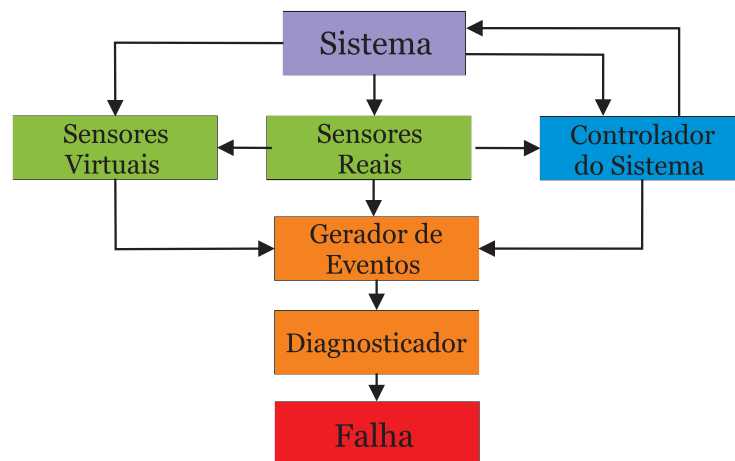 Sistema
Sensores
Virtuais
Sensores
Reais
Controlador
do Sistema
Gerador de
Eventos
Diagnosticador
Falha